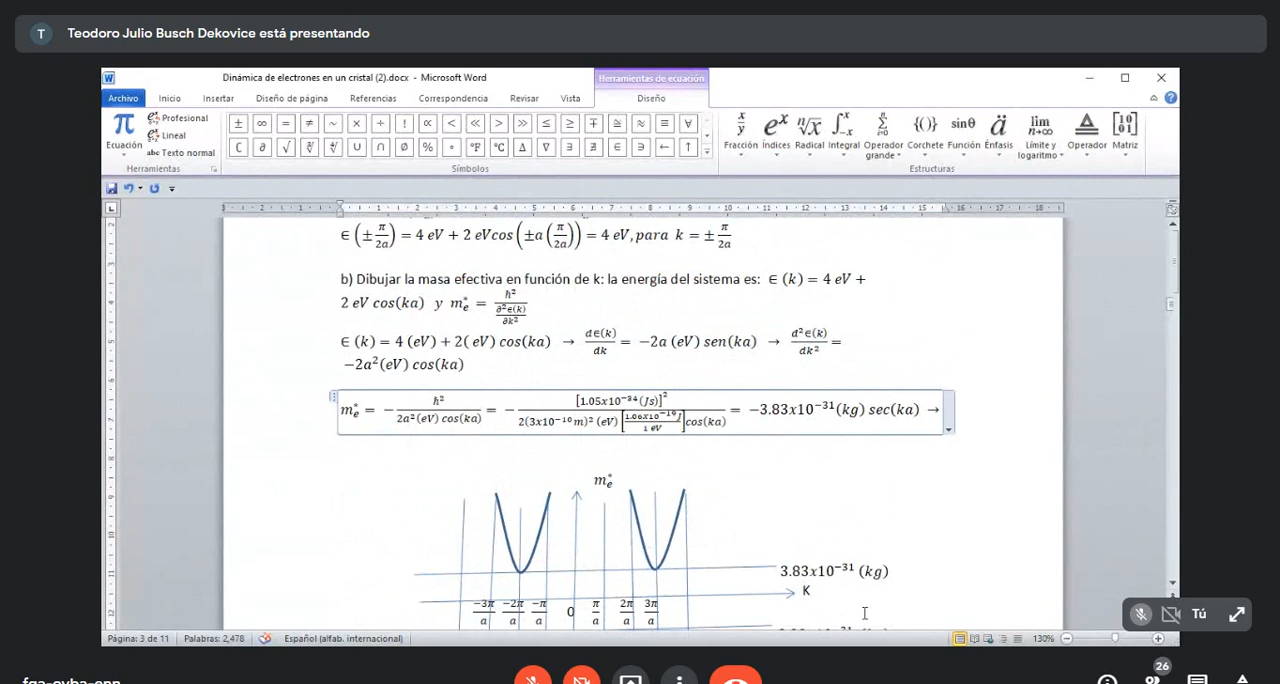 T Teodoro Julio Busch Dekovice está presentando
Dinámica de electrones en un cristal (2).docx - Microsoft Word
Herramientas de ecuación
Archivo Inicio Insertar Diseño de página Referencias Correspondencia Revisar Vista Diseño
π Ecuación
Profesional
Lineal
abc Texto normal
± ∞ = ≠ ~ × ÷ ! ∝ < ≪ > ≫ ≤ ≥ ∓ ≅ ≈ ≡ ∀
∁ ∂ √ ∛ ∜ ∪ ∩ ∅ % ° °F °C ∆ ∇ ∃ ∄ ∈ ∋ ← ↑
Fracción Índices Radical Integral Operador grande Corchete Función Énfasis Límite y logaritmo Operador Matriz
Herramientas Símbolos Estructuras
∈ (± π/2a) = 4 eV + 2 eVcos (±a (π/2a)) = 4 eV, para k = ± π/2a
b) Dibujar la masa efectiva en función de k: la energía del sistema es: ∈ (k) = 4 eV +
2 eV cos(ka) y m*e = ħ² / (∂²∈(k)/∂k²)
∈ (k) = 4 (eV) + 2( eV) cos(ka) → d∈(k)/dk = −2a (eV) sen(ka) → d²∈(k)/dk² =
−2a²(eV) cos(ka)
m*e = − ħ²/(2a²(eV) cos(ka)) = − [1.05x10⁻³⁴(Js)]²/(2(3x10⁻¹⁰m)² (eV) [1.06x10⁻¹⁹J/1 eV] cos(ka)) = −3.83x10⁻³¹(kg) sec(ka) →
m*e
3.83x10⁻³¹ (kg)
K
−3π/a −2π/a −π/a 0 π/a 2π/a 3π/a
Tú
Página: 3 de 11 Palabras: 2,478 Español (alfab. internacional) 130%
26